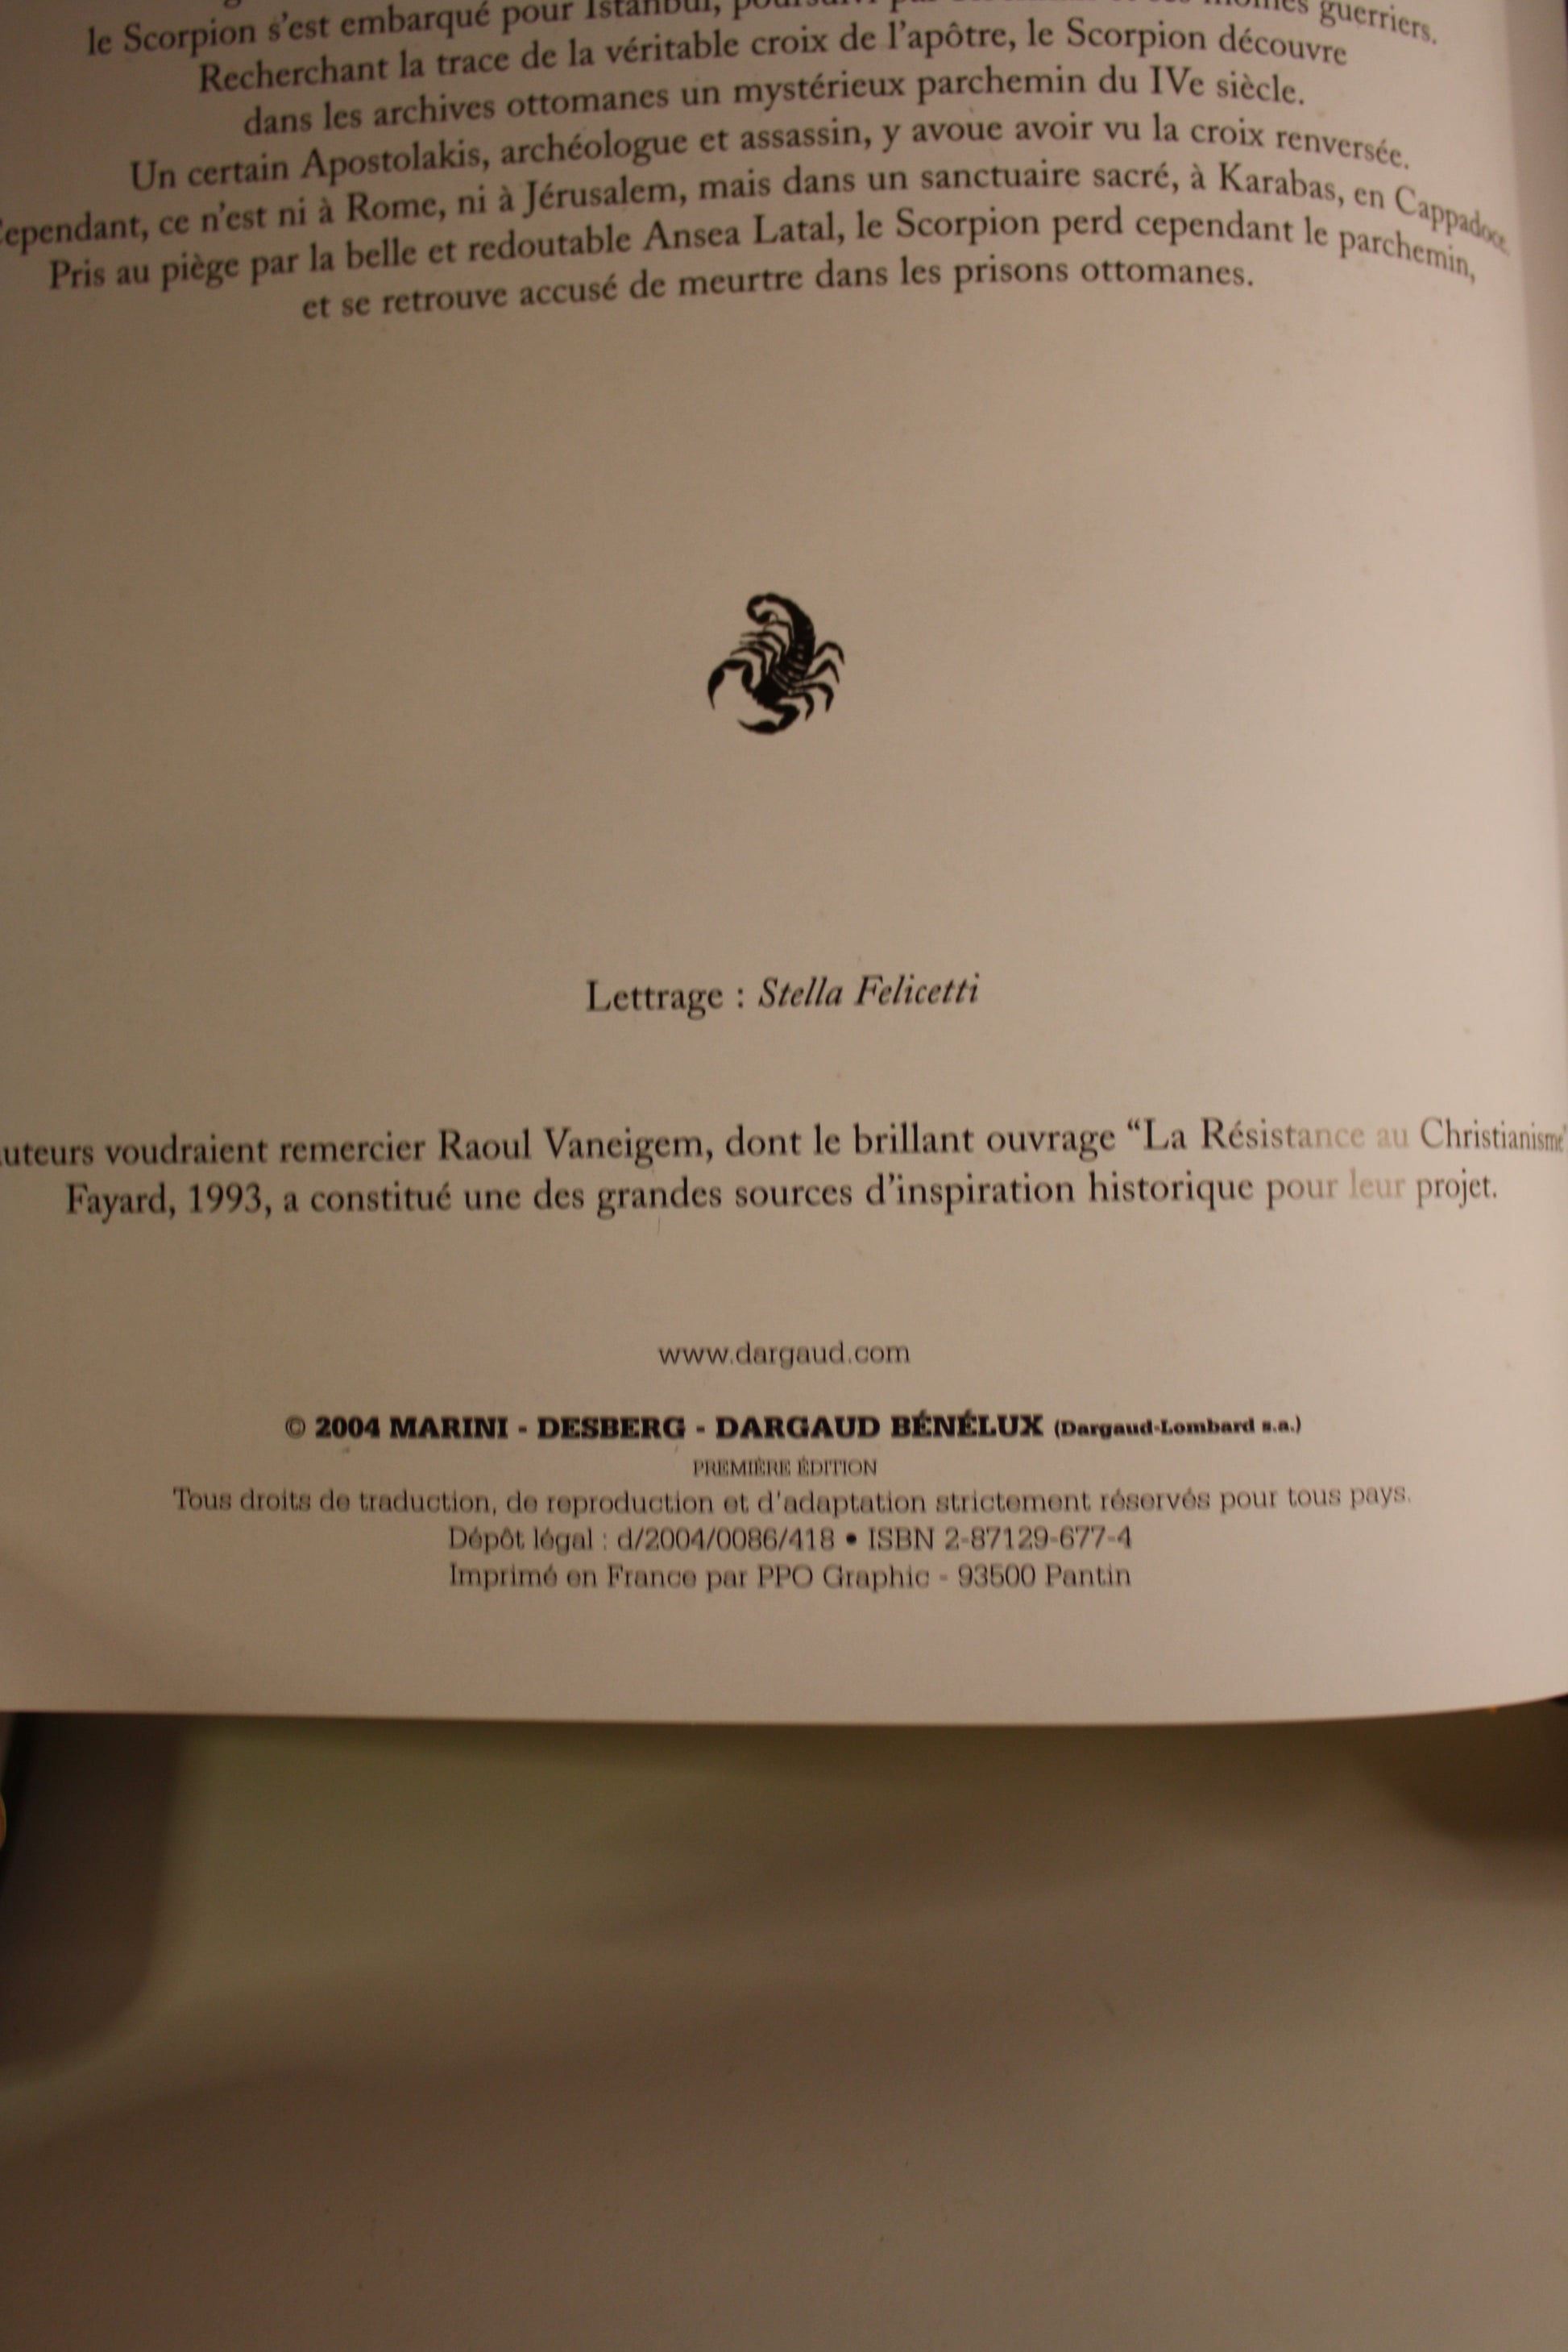 le Scorpion s'est embarqué pour Istanbul, poursuivi par guerriers.
Recherchant la trace de la véritable croix de l'apôtre, le Scorpion découvre
dans les archives ottomanes un mystérieux parchemin du IVe siècle.
Un certain Apostolakis, archéologue et assassin, y avoue avoir vu la croix renversée.
Cependant, ce n'est ni à Rome, ni à Jérusalem, mais dans un sanctuaire sacré, à Karabas, en Cappadoce.
Pris au piège par la belle et redoutable Ansea Latal, le Scorpion perd cependant le parchemin,
et se retrouve accusé de meurtre dans les prisons ottomanes.
Lettrage : Stella Felicetti
uteurs voudraient remercier Raoul Vaneigem, dont le brillant ouvrage “La Résistance au Christianisme”
Fayard, 1993, a constitué une des grandes sources d'inspiration historique pour leur projet.
www.dargaud.com
© 2004 MARINI - DESBERG - DARGAUD BÉNÉLUX (Dargaud-Lombard s.a.)
PREMIÈRE ÉDITION
Tous droits de traduction, de reproduction et d'adaptation strictement réservés pour tous pays.
Dépôt légal : d/2004/0086/418 • ISBN 2-87129-677-4
Imprimé en France par PPO Graphic - 93500 Pantin